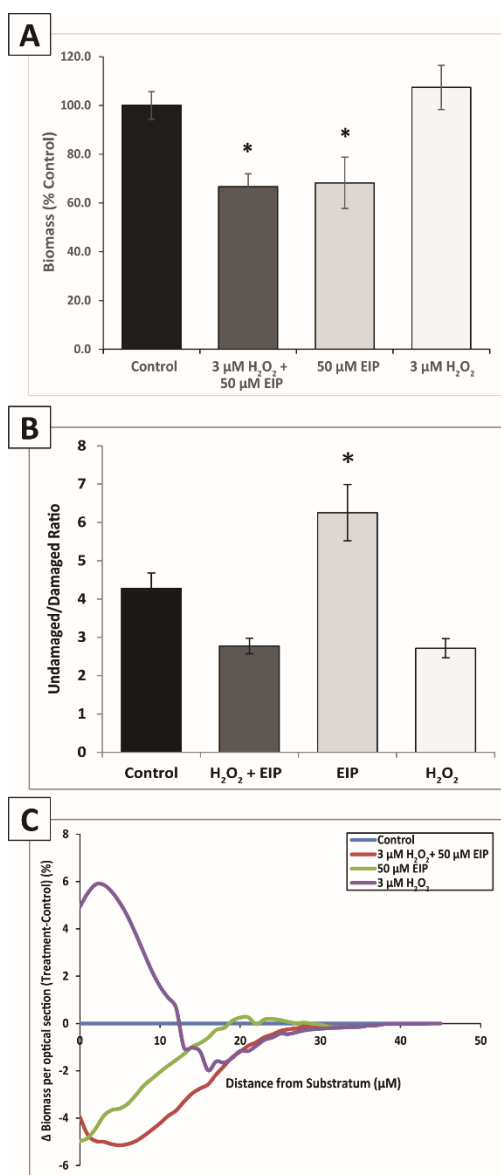 A
120.0
100.0
80.0
60.0
40.0
20.0
0.0
Biomass (% Control)
*
*
Control
3 µM H₂O₂ +
50 µM EIP
50 µM EIP
3 µM H₂O₂
B
8
7
6
5
4
3
2
1
0
Undamaged/Damaged Ratio
*
Control
H₂O₂ + EIP
EIP
H₂O₂
C
8
6
4
2
0
-2
-4
-6
Δ Biomass per optical section (Treatment-Control) (%)
Control
3 µM H₂O₂+ 50 µM EIP
50 µM EIP
3 µM H₂O₂
0
10
20
30
40
50
Distance from Substratum (µM)